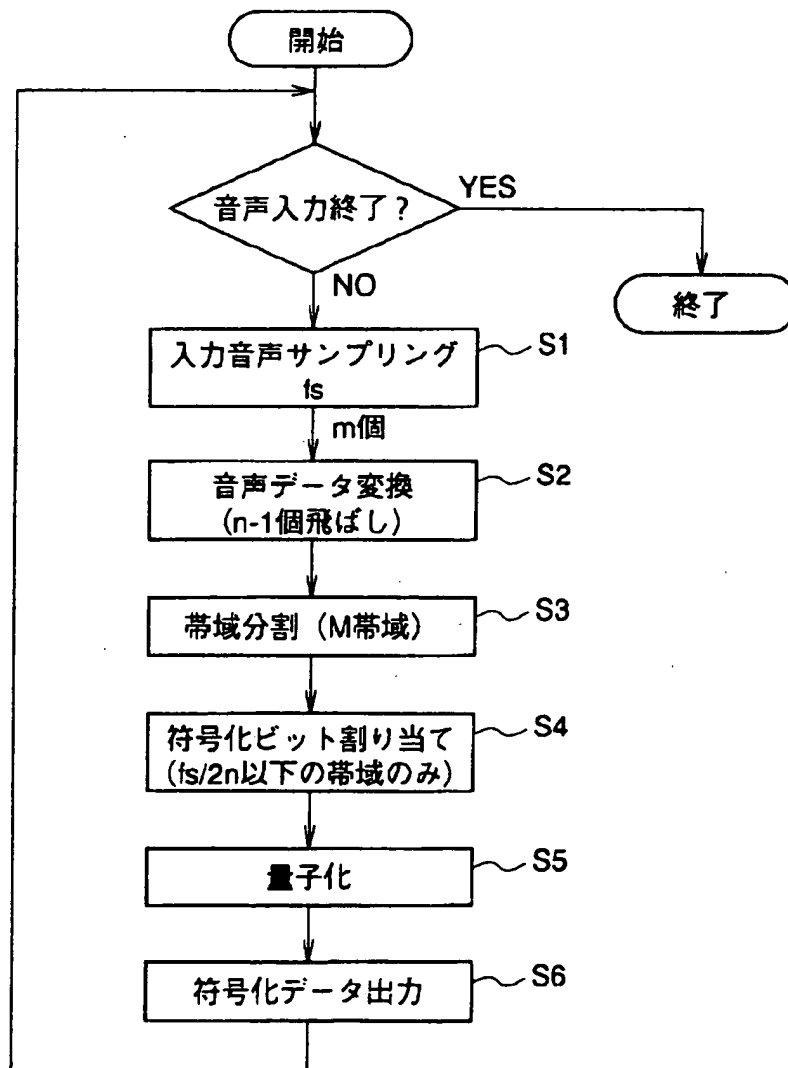 開始
音声入力終了？
YES
NO
終了
入力音声サンプリング
fs
S1
m個
音声データ変換
(n-1個飛ばし)
S2
帯域分割（M帯域）
S3
符号化ビット割り当て
(fs/2n以下の帯域のみ)
S4
量子化
S5
符号化データ出力
S6